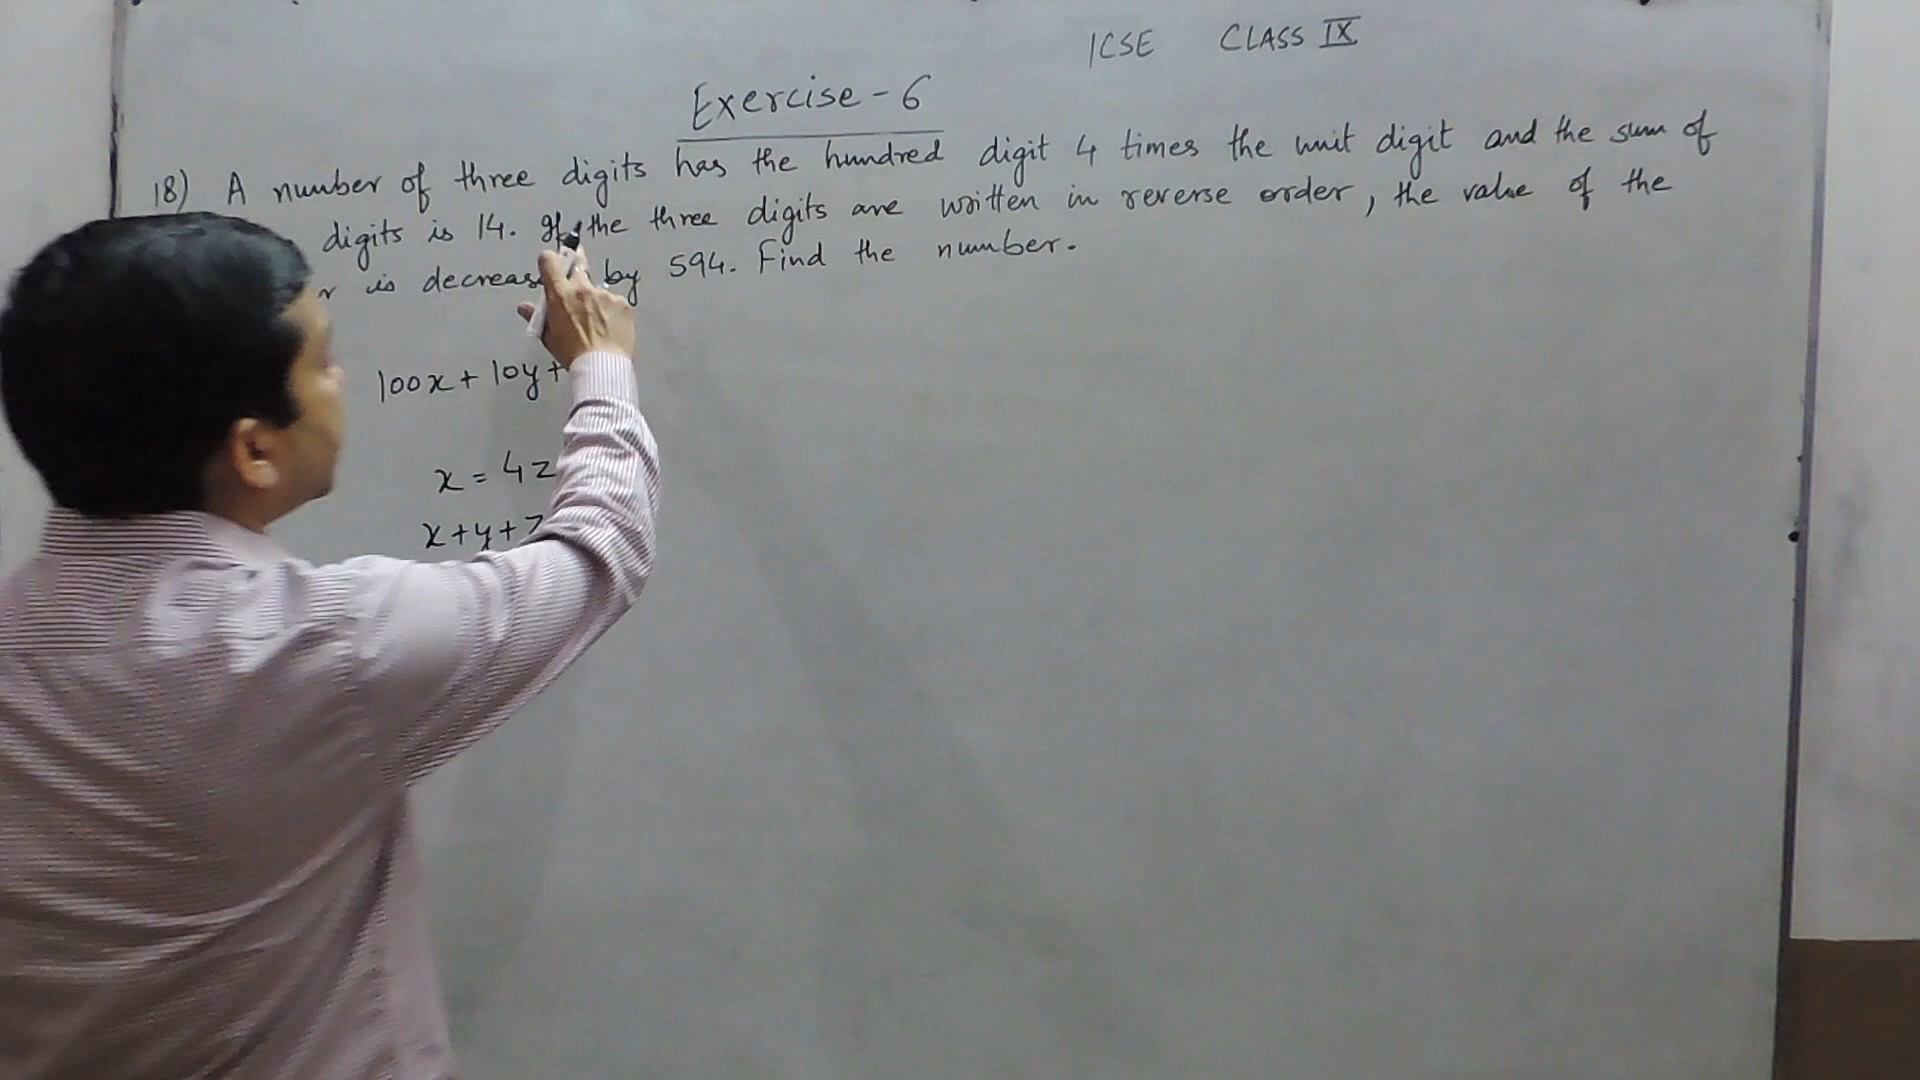 ICSE CLASS IX
Exercise - 6
18) A number of three digits has the hundred digit 4 times the unit digit and the sum of
digits is 14. If the three digits are written in reverse order, the value of the
r is decreas by 594. Find the number.
100x + 10y +
x = 4z
x + y + z